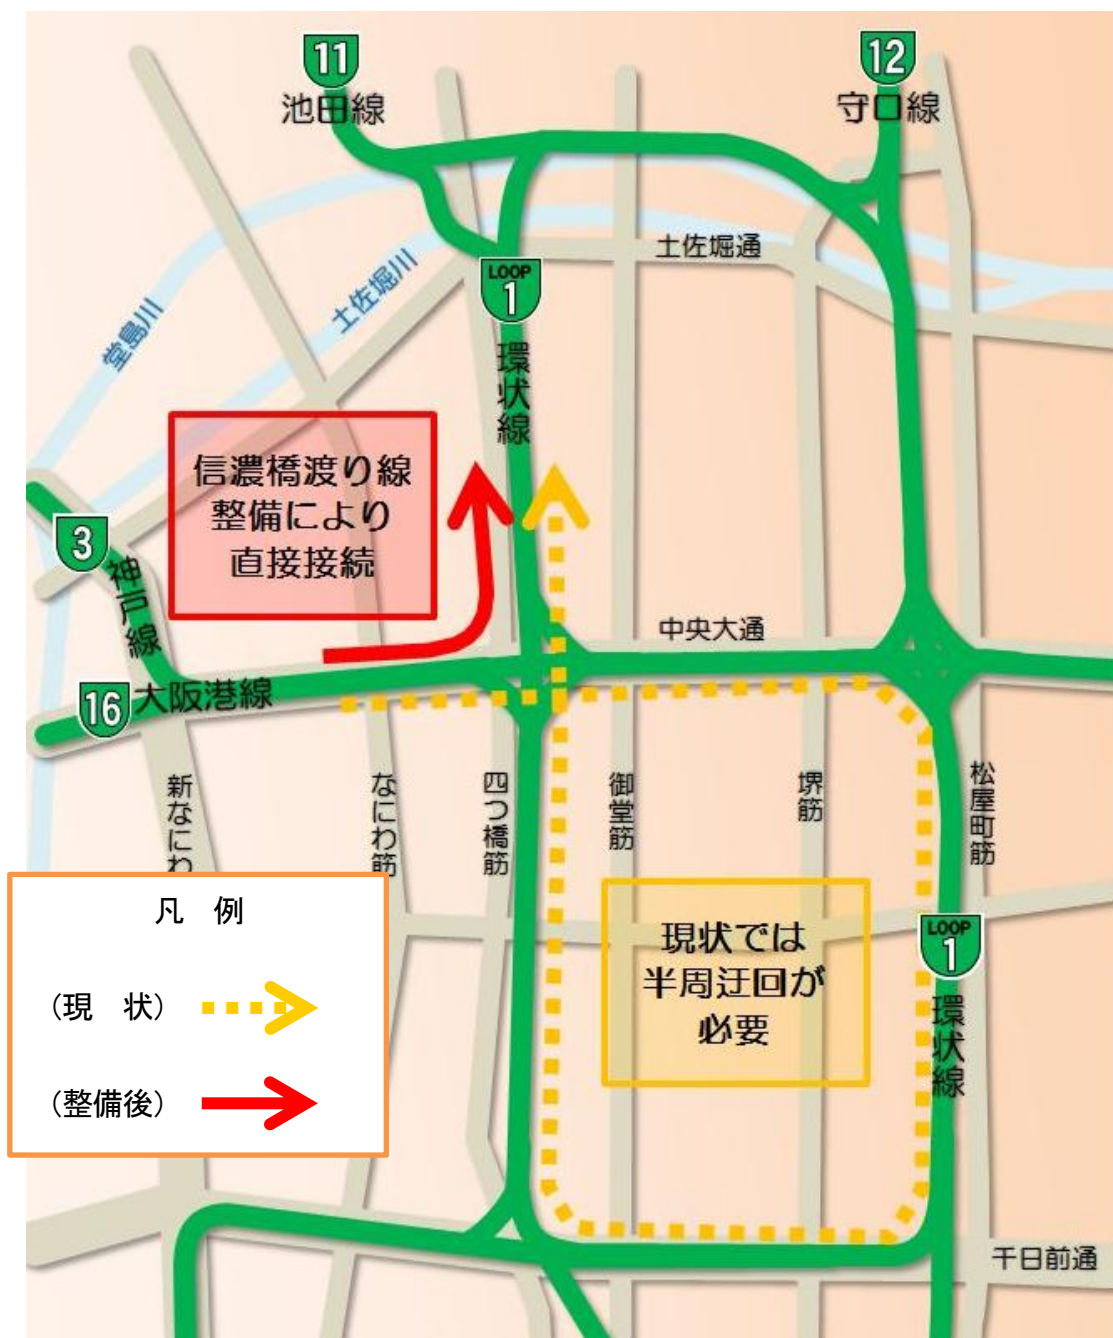 11
池田線
12
守口線
土佐堀通
堂島川
土佐堀川
LOOP
1
環状線
信濃橋渡り線
整備により
直接接続
3
神戸線
中央大通
16
大阪港線
新なにわ
なにわ筋
四つ橋筋
御堂筋
堺筋
松屋町筋
凡 例
(現 状)
(整備後)
現状では
半周迂回が
必要
LOOP
1
環状線
千日前通